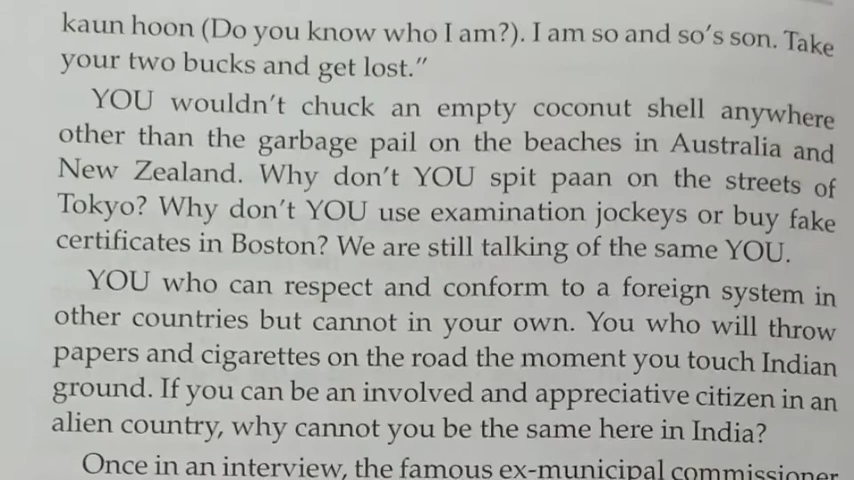 kaun hoon (Do you know who I am?). I am so and so's son. Take
your two bucks and get lost."
YOU wouldn't chuck an empty coconut shell anywhere
other than the garbage pail on the beaches in Australia and
New Zealand. Why don't YOU spit paan on the streets of
Tokyo? Why don't YOU use examination jockeys or buy fake
certificates in Boston? We are still talking of the same YOU.
YOU who can respect and conform to a foreign system in
other countries but cannot in your own. You who will throw
papers and cigarettes on the road the moment you touch Indian
ground. If you can be an involved and appreciative citizen in an
alien country, why cannot you be the same here in India?
Once in an interview, the famous ex-municipal commissioner